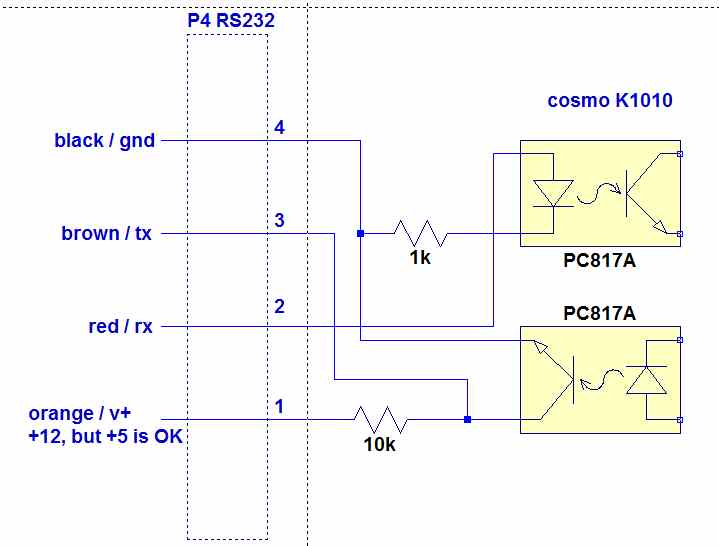 P4 RS232
cosmo K1010
4
black / gnd
3
brown / tx
1k
PC817A
2
PC817A
red / rx
1
orange / v+
+12, but +5 is OK
10k